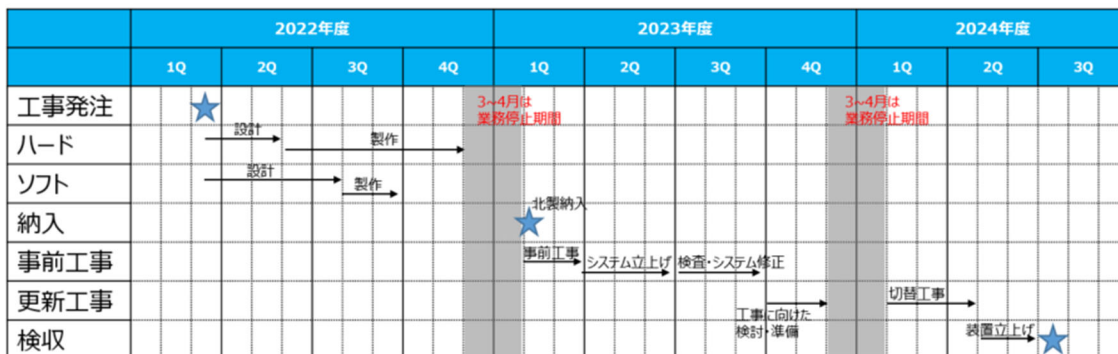 2022年度 2023年度 2024年度
1Q 2Q 3Q 4Q 1Q 2Q 3Q 4Q 1Q 2Q 3Q
工事発注
3~4月は
業務停止期間
3~4月は
業務停止期間
ハード
設計
製作
ソフト
設計
製作
納入
北製納入
事前工事
事前工事
システム立上げ
検査・システム修正
更新工事
工事に向けた
検討・準備
切替工事
検収
装置立上げ